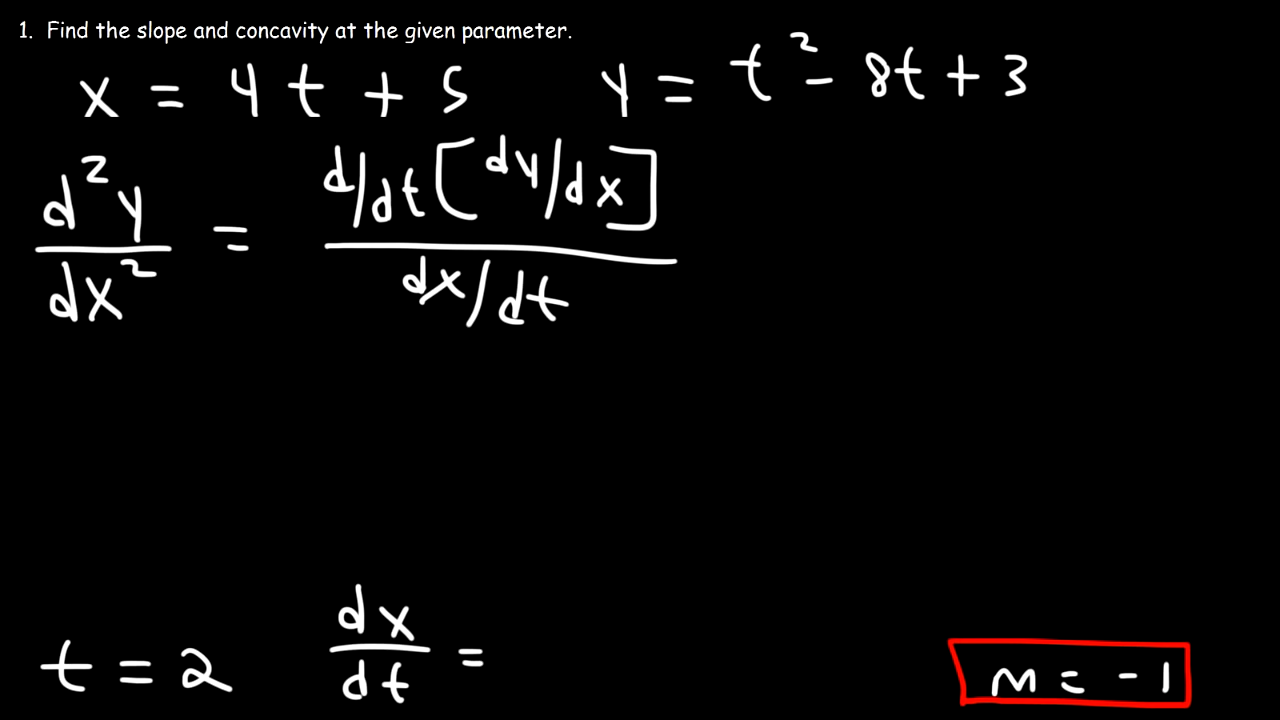 1. Find the slope and concavity at the given parameter.
x = 4t + 5 y = t² - 8t + 3
d²y/dx² = d/dt[dy/dx] / dx/dt
t = 2 dx/dt = m = -1